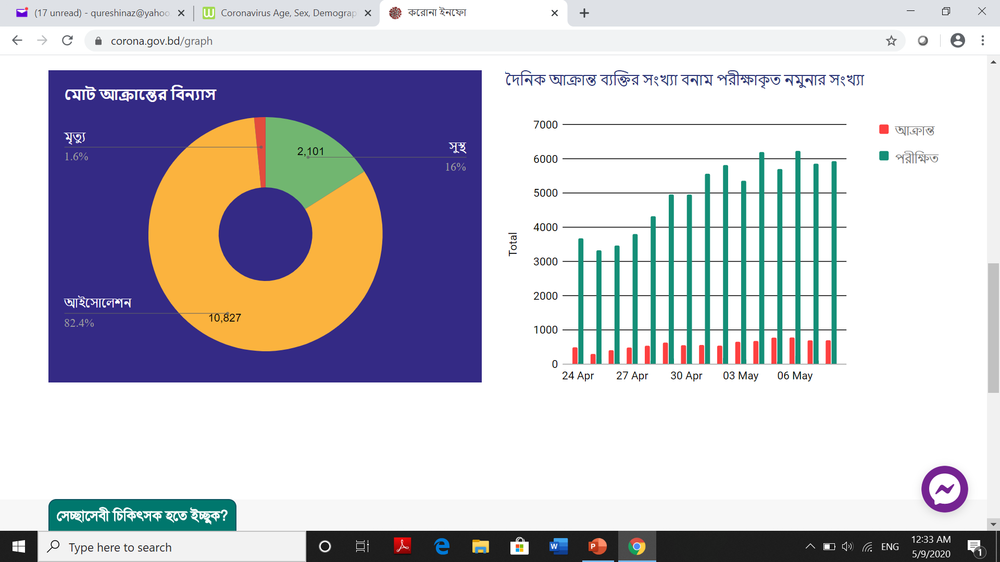 (17 unread) - qureshinaz@yahoo
Coronavirus Age, Sex, Demograp
করোনা ইনফো
corona.gov.bd/graph
মোট আক্রান্তের বিন্যাস
মৃত্যু
1.6%
2,101
সুস্থ
16%
আইসোলেশন
82.4%
10,827
দৈনিক আক্রান্ত ব্যক্তির সংখ্যা বনাম পরীক্ষাকৃত নমুনার সংখ্যা
7000
6000
5000
4000
3000
2000
1000
0
Total
24 Apr 27 Apr 30 Apr 03 May 06 May
আক্রান্ত
পরীক্ষিত
সেচ্ছাসেবী চিকিৎসক হতে ইচ্ছুক?
Type here to search
ENG
12:33 AM
5/9/2020
1